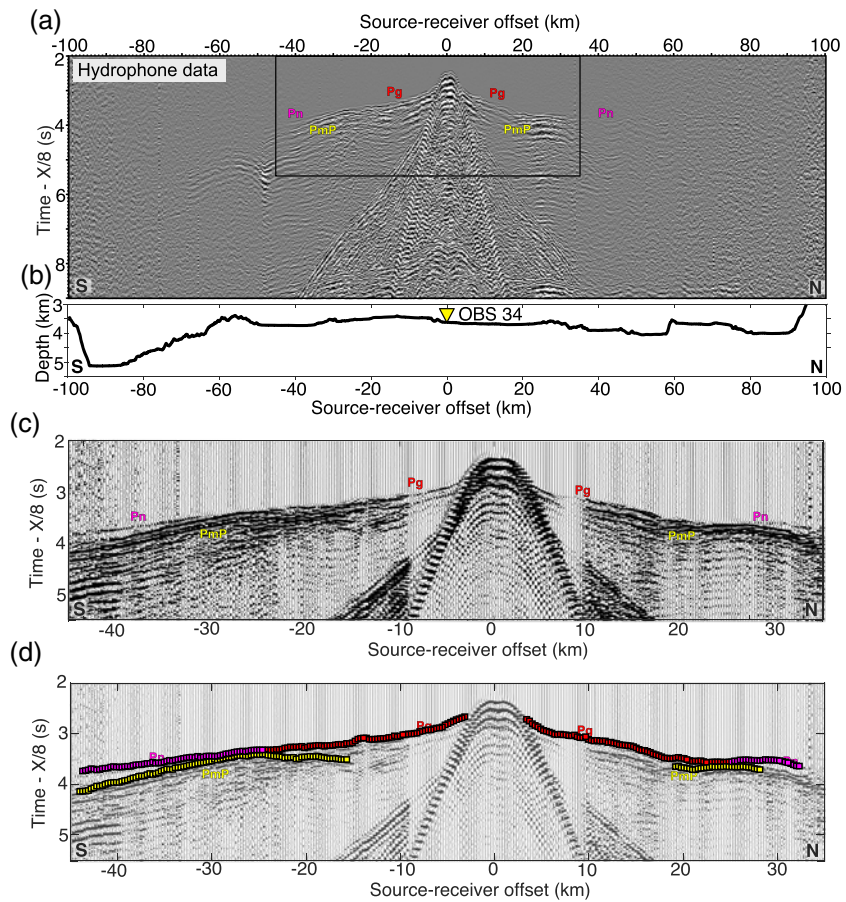 (a)
Source-receiver offset (km)
-100 -80 -60 -40 -20 0 20 40 60 80 100
Hydrophone data
Time - X/8 (s)
2
4
6
8
Pg Pg
Pn Pn
PmP PmP
S N
(b)
Depth (km)
3
4
5
OBS 34
S N
-100 -80 -60 -40 -20 0 20 40 60 80 100
Source-receiver offset (km)
(c)
Time - X/8 (s)
2
3
4
5
Pg Pg
Pn Pn
PmP PmP
S N
-40 -30 -20 -10 0 10 20 30
Source-receiver offset (km)
(d)
Time - X/8 (s)
2
3
4
5
Pg Pg
Pn
PmP PmP
S N
-40 -30 -20 -10 0 10 20 30
Source-receiver offset (km)